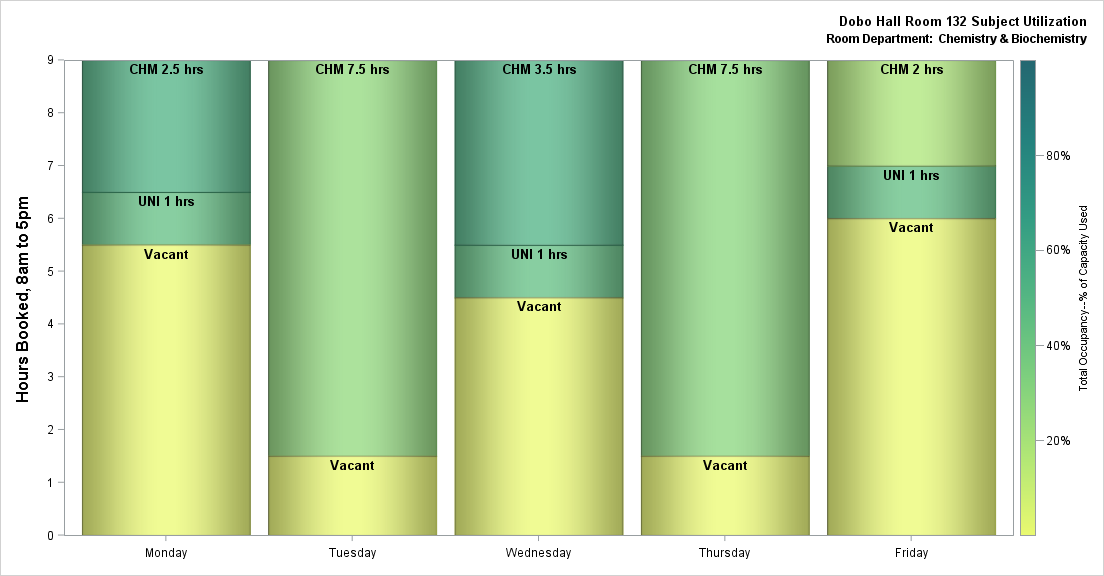 Dobo Hall Room 132 Subject Utilization
Room Department: Chemistry & Biochemistry
Hours Booked, 8am to 5pm
9
8
7
6
5
4
3
2
1
0
CHM 2.5 hrs
UNI 1 hrs
Vacant
CHM 7.5 hrs
Vacant
CHM 3.5 hrs
UNI 1 hrs
Vacant
CHM 7.5 hrs
Vacant
CHM 2 hrs
UNI 1 hrs
Vacant
Monday
Tuesday
Wednesday
Thursday
Friday
80%
60%
40%
20%
Total Occupancy--% of Capacity Used